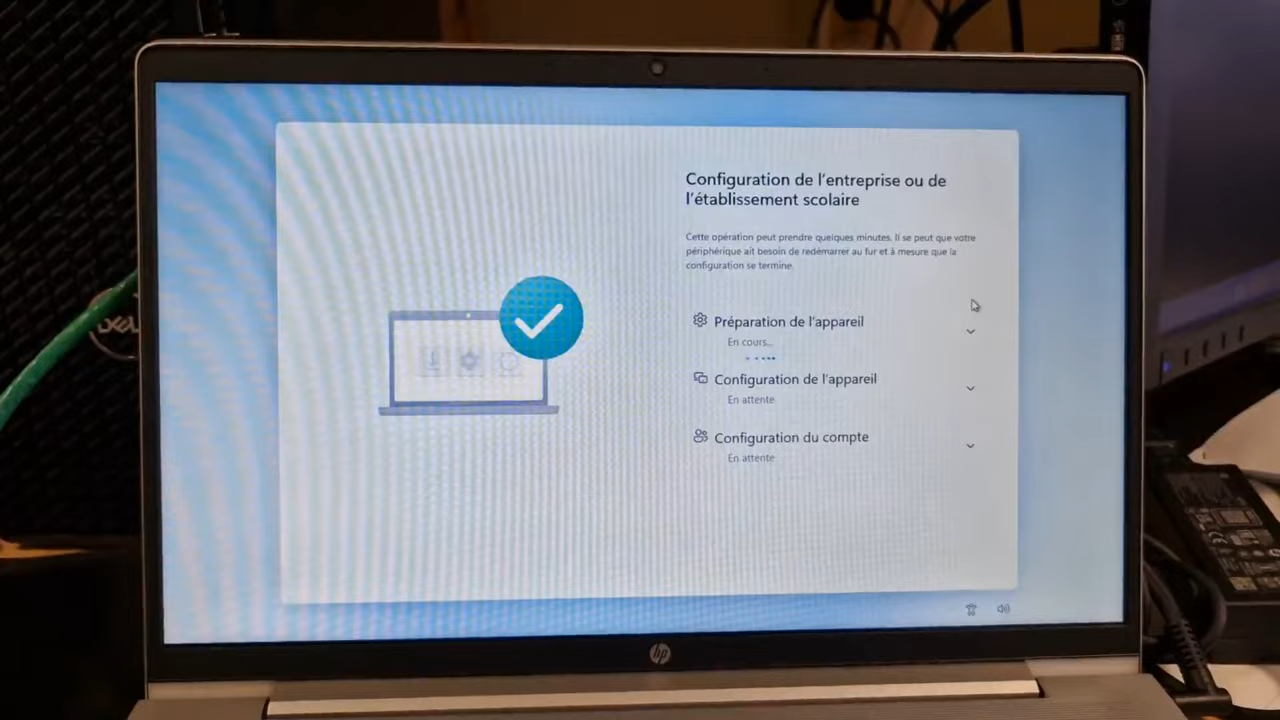 Configuration de l'entreprise ou de
l'établissement scolaire
Cette opération peut prendre quelques minutes. Il se peut que votre
périphérique ait besoin de redémarrer au fur et à mesure que la
configuration se termine.
Préparation de l'appareil
En cours...
Configuration de l'appareil
En attente
Configuration du compte
En attente
hp
DELL